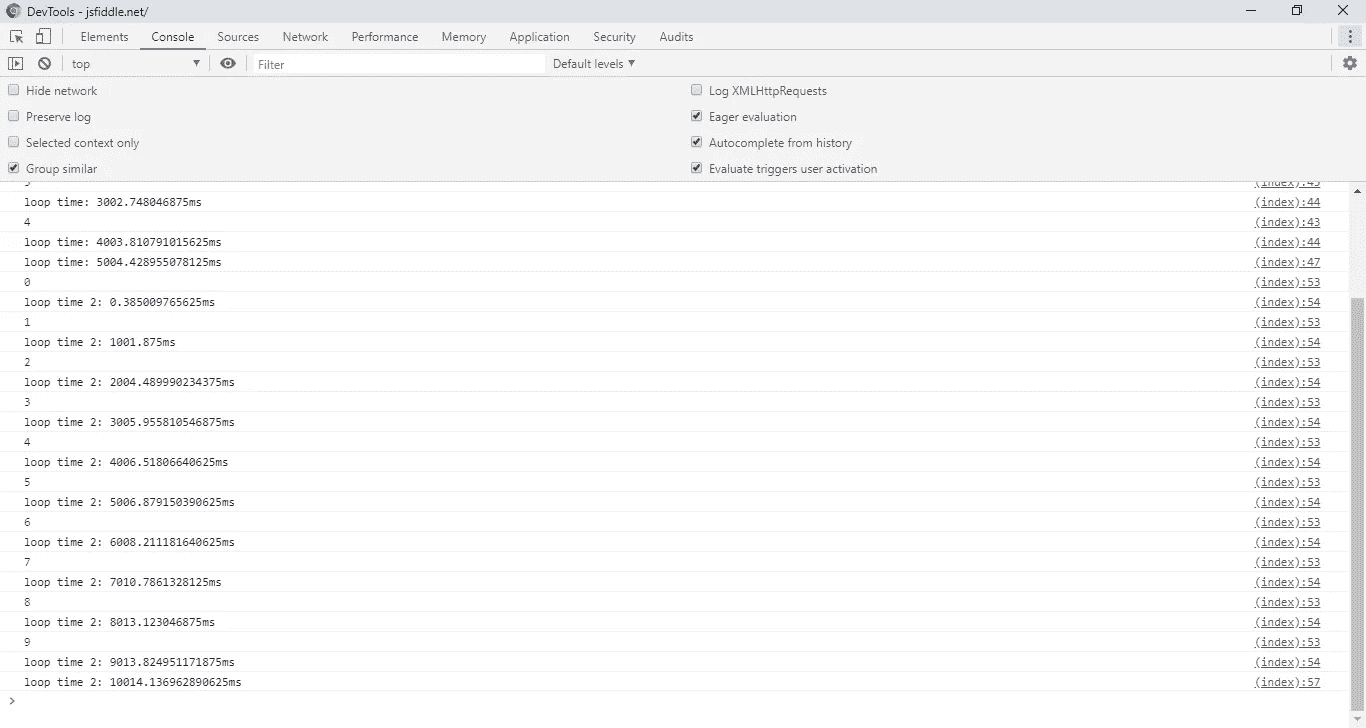 DevTools - jsfiddle.net/
Elements Console Sources Network Performance Memory Application Security Audits
top Filter Default levels
Hide network Log XMLHttpRequests
Preserve log Eager evaluation
Selected context only Autocomplete from history
Group similar Evaluate triggers user activation
loop time: 3002.748046875ms (index):44
4 (index):43
loop time: 4003.810791015625ms (index):44
loop time: 5004.428955078125ms (index):47
0 (index):53
loop time 2: 0.385009765625ms (index):54
1 (index):53
loop time 2: 1001.875ms (index):54
2 (index):53
loop time 2: 2004.489990234375ms (index):54
3 (index):53
loop time 2: 3005.955810546875ms (index):54
4 (index):53
loop time 2: 4006.51806640625ms (index):54
5 (index):53
loop time 2: 5006.879150390625ms (index):54
6 (index):53
loop time 2: 6008.211181640625ms (index):54
7 (index):53
loop time 2: 7010.7861328125ms (index):54
8 (index):53
loop time 2: 8013.123046875ms (index):54
9 (index):53
loop time 2: 9013.824951171875ms (index):54
loop time 2: 10014.136962890625ms (index):57
>